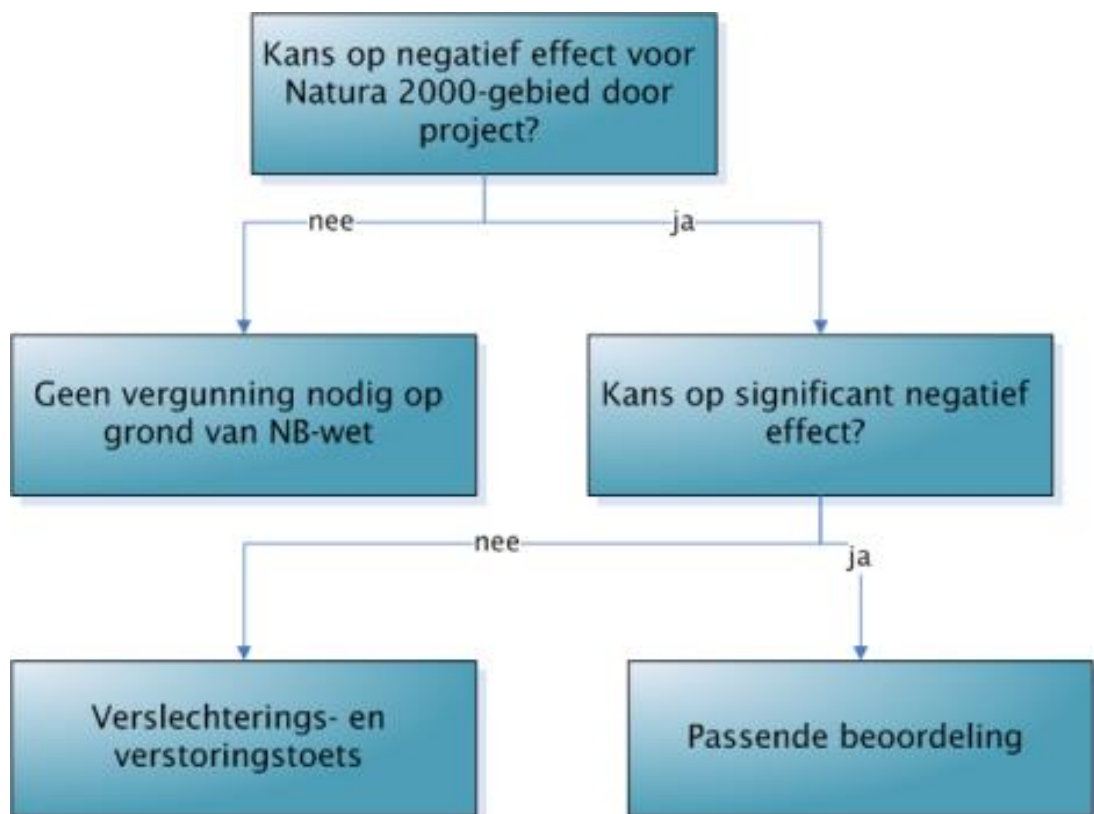 Kans op negatief effect voor
Natura 2000-gebied door
project?
nee
ja
Geen vergunning nodig op
grond van NB-wet
Kans op significant negatief
effect?
nee
ja
Verslechterings- en
verstoringstoets
Passende beoordeling